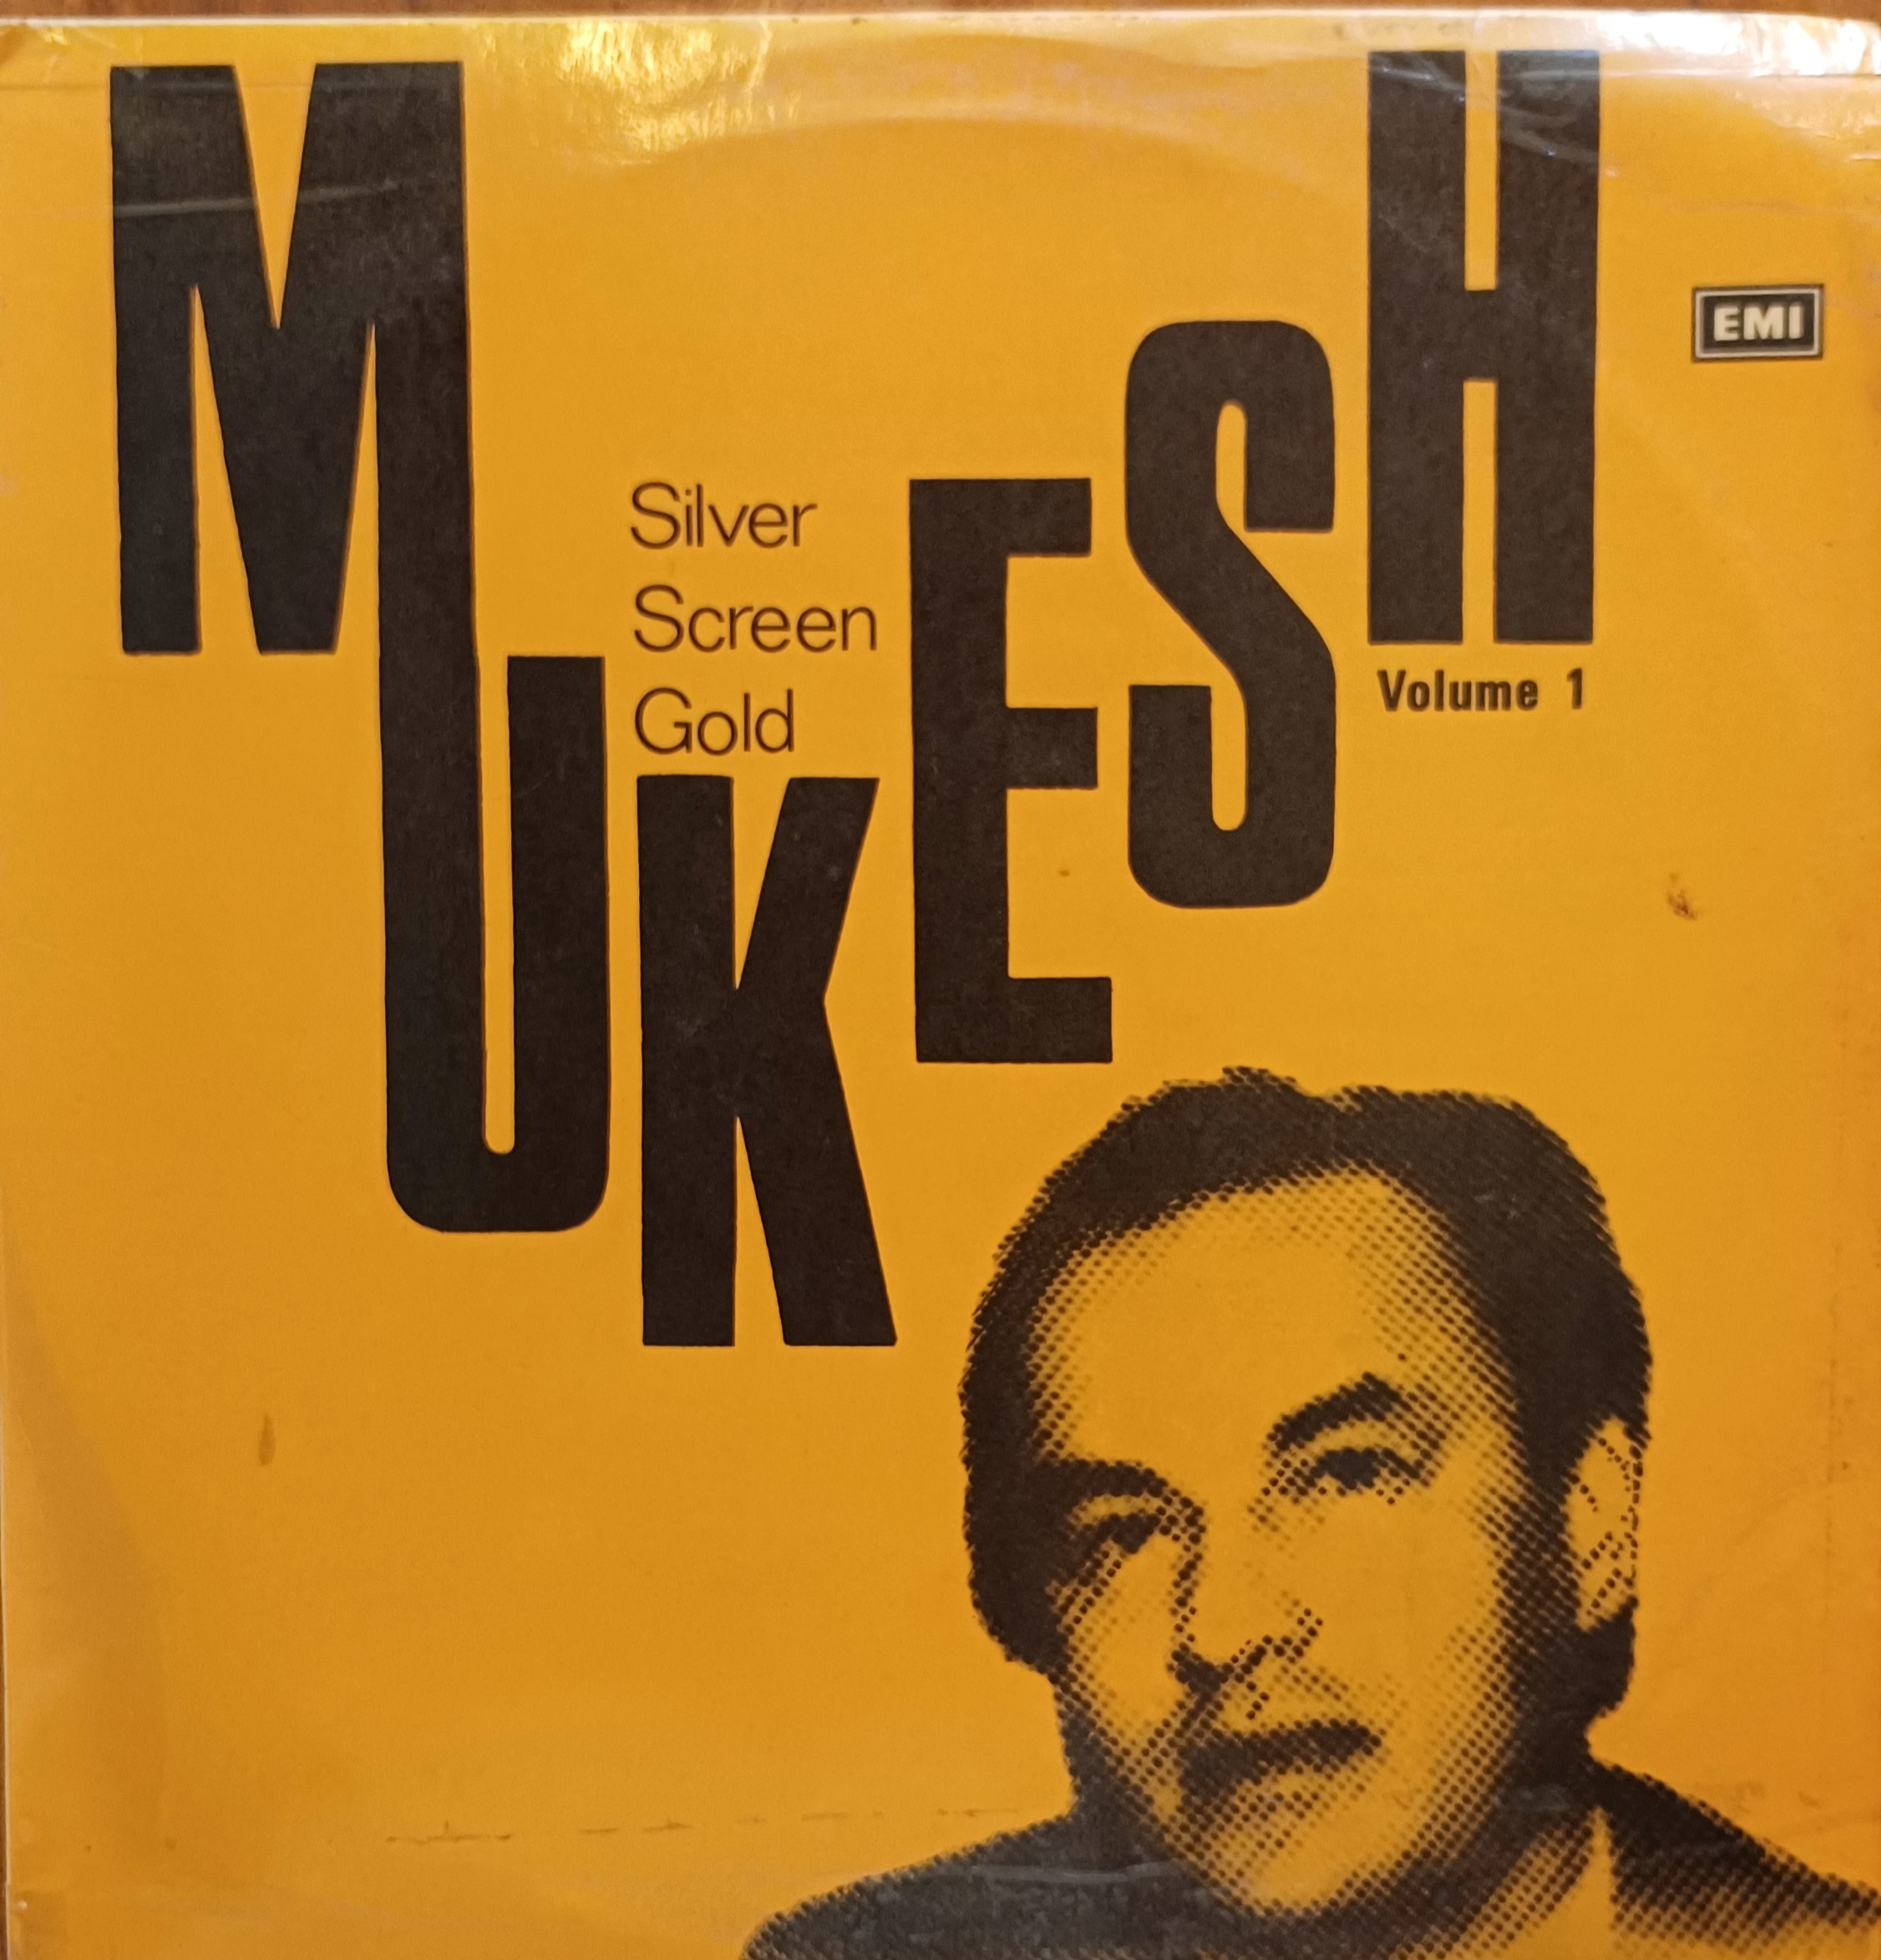 MUKESH
EMI
Silver
Screen
Gold
Volume 1